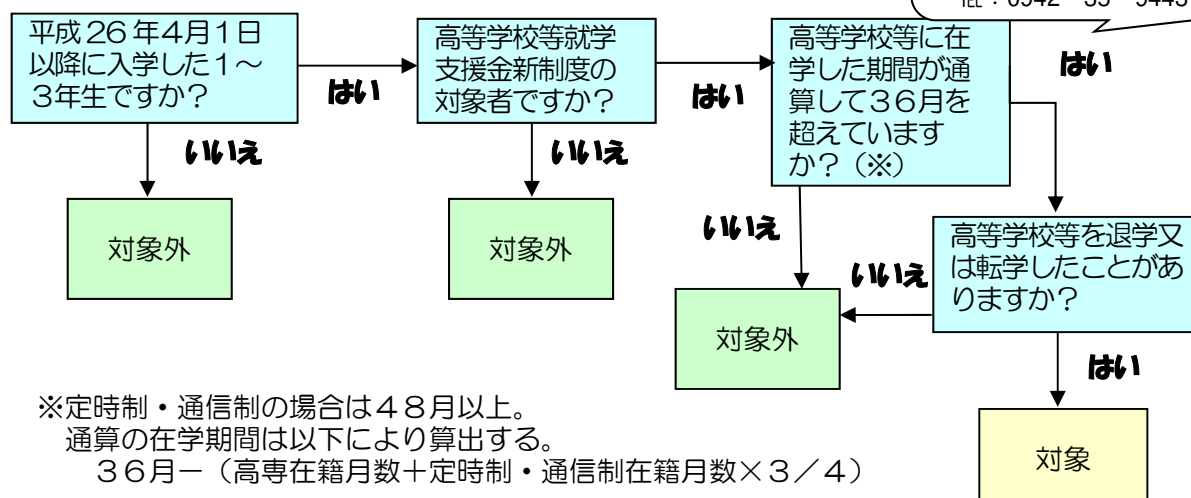 ℡：0942－35－9443
平成２６年４月１日
以降に入学した１～
３年生ですか？
はい
いいえ
対象外
高等学校等就学
支援金新制度の
対象者ですか？
はい
いいえ
対象外
高等学校等に在
学した期間が通
算して３６月を
超えています
か？（※）
はい
いいえ
対象外
高等学校等を退学又
は転学したことがあ
りますか？
いいえ
はい
対象
※定時制・通信制の場合は４８月以上。
通算の在学期間は以下により算出する。
３６月－（高専在籍月数＋定時制・通信制在籍月数×３／４）